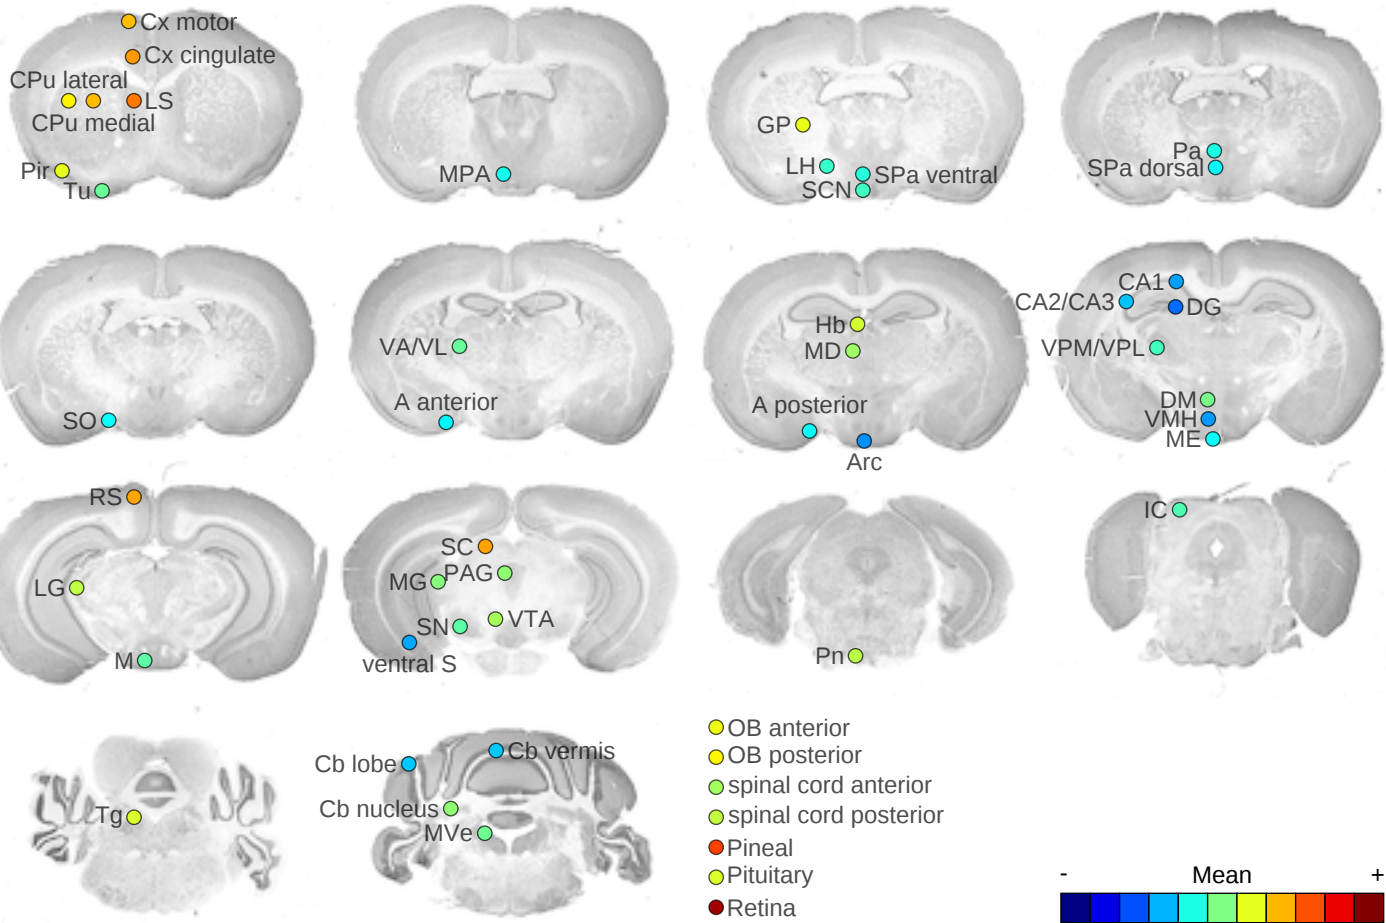 Cx motor
Cx cingulate
CPu lateral
LS
CPu medial
Pir
Tu
MPA
GP
LH
SPa ventral
SCN
Pa
SPa dorsal
SO
VA/VL
A anterior
Hb
MD
A posterior
Arc
CA1
CA2/CA3
DG
VPM/VPL
DM
VMH
ME
RS
LG
M
SC
PAG
MG
VTA
SN
ventral S
Pn
IC
Tg
Cb vermis
Cb lobe
Cb nucleus
MVe
OB anterior
OB posterior
spinal cord anterior
spinal cord posterior
Pineal
Pituitary
Retina
- Mean +